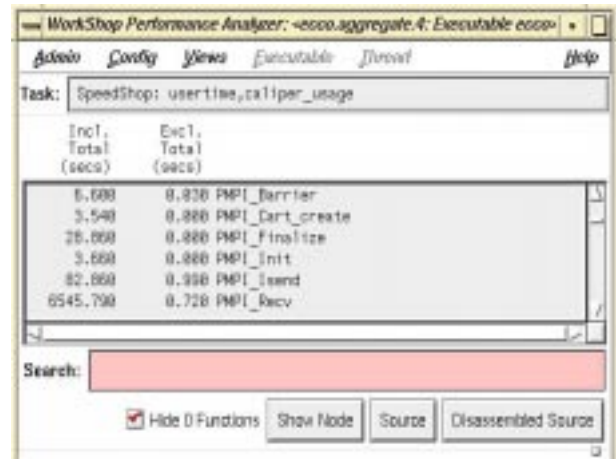 WorkShop Performance Analyzer: <ecco.aggregate.4: Executable ecco>
Admin Config Views Executable Thread Help
Task: SpeedShop: usertime,caliper_usage
Incl. Excl.
Total Total
(secs) (secs)
6.600 0.030 PMPI_Barrier
3.540 0.000 PMPI_Cart_create
28.860 0.000 PMPI_Finalize
3.660 0.000 PMPI_Init
82.860 0.990 PMPI_Isend
6545.790 0.720 PMPI_Recv
Search:
Hide 0 Functions Show Node Source Disassembled Source